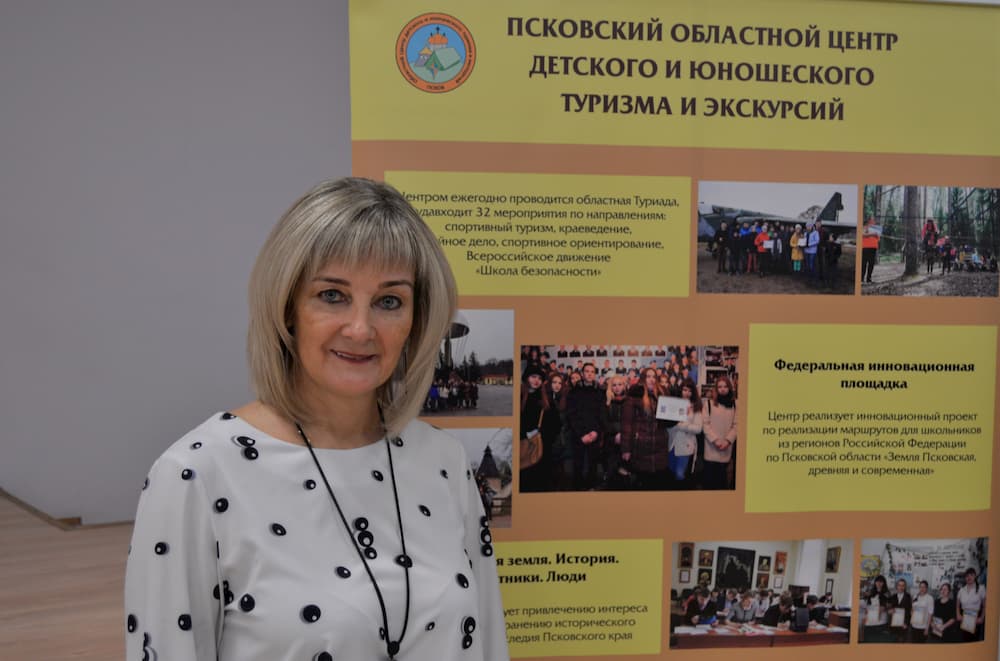 ПСКОВСКИЙ ОБЛАСТНОЙ ЦЕНТР
ДЕТСКОГО И ЮНОШЕСКОГО
ТУРИЗМА И ЭКСКУРСИЙ
ПСКОВ
Центром ежегодно проводится областная Туриада,
32 мероприятия по направлениям:
спортивный туризм, краеведение,
дело, спортивное ориентирование,
Всероссийское движение
«Школа безопасности»
Федеральная инновационная
площадка
Центр реализует инновационный проект
по реализации маршрутов для школьников
из регионов Российской Федерации
по Псковской области «Земля Псковская,
древняя и современная»
земля. История.
Люди
привлечению интереса
исторического
Псковского края